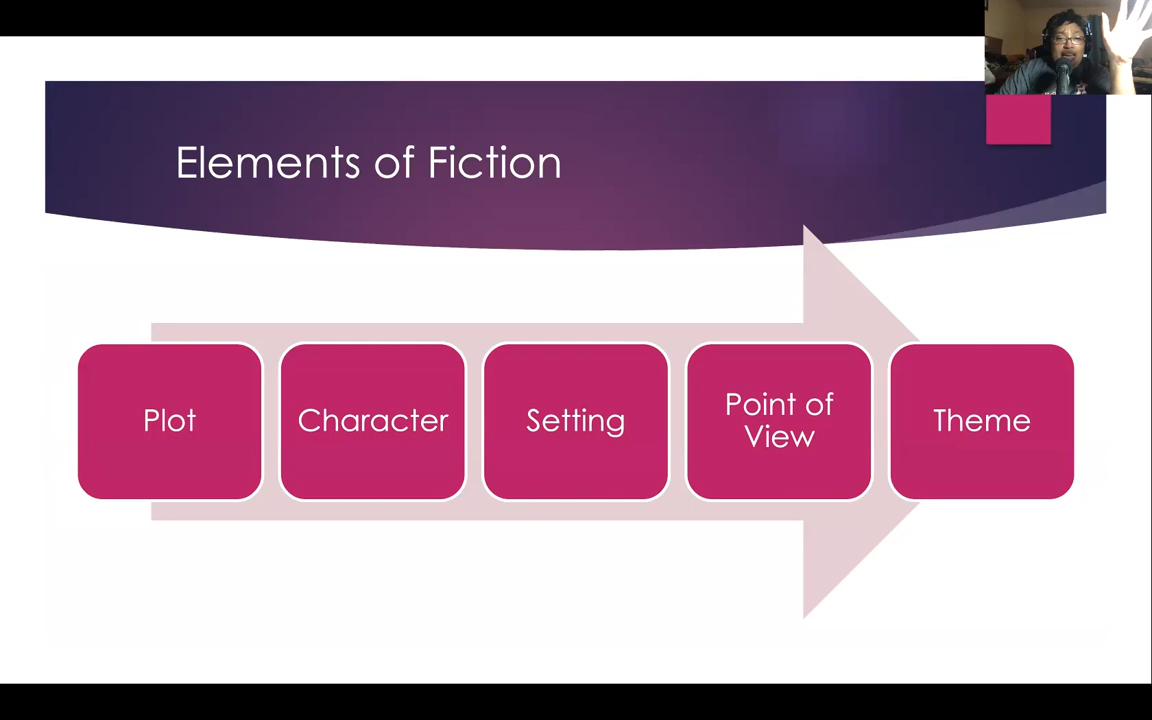 Elements of Fiction
Plot
Character
Setting
Point of
View
Theme